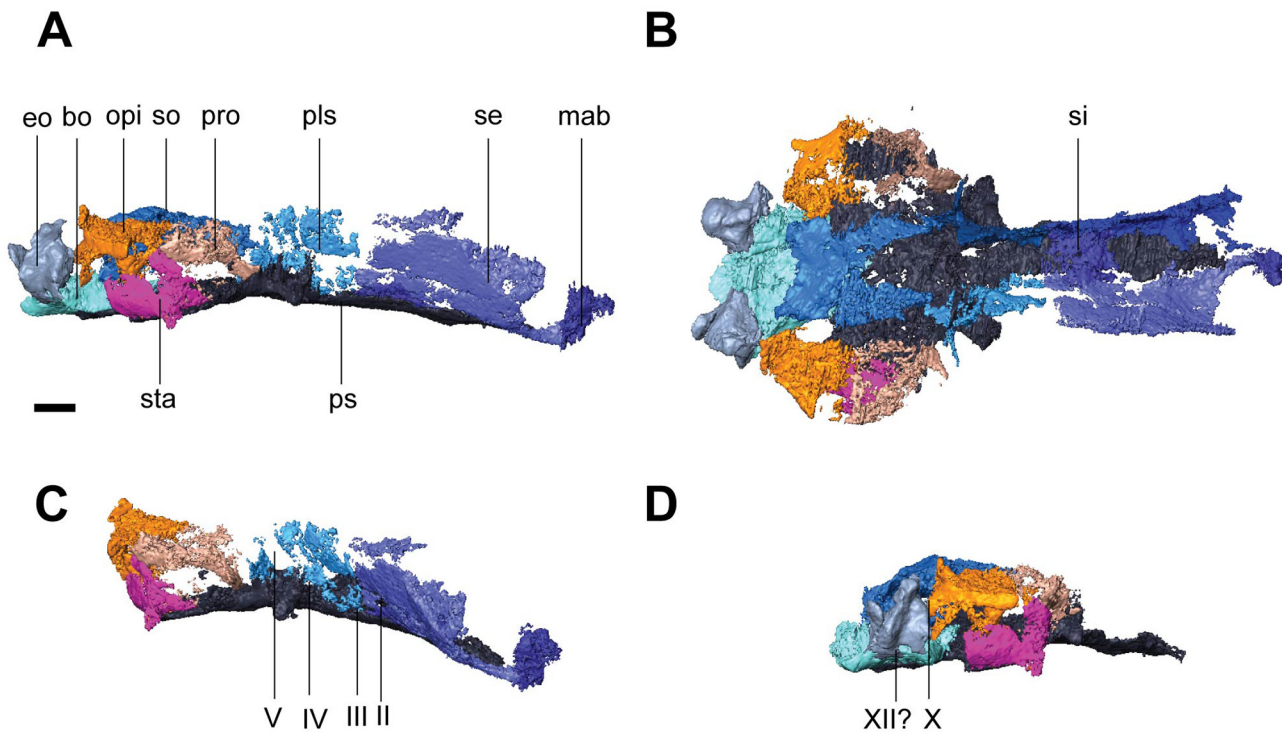 A
B
eo bo opi so pro pls se mab
si
sta ps
C
D
V IV III II
XII? X